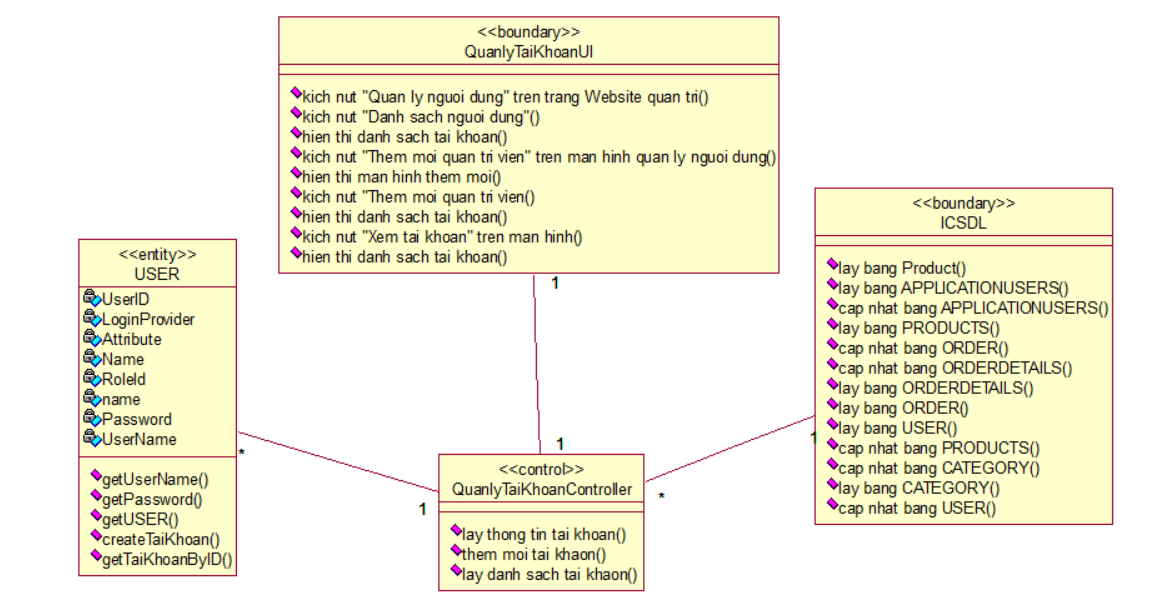 <<boundary>>
QuanlyTaiKhoanUI
kich nut "Quan ly nguoi dung" tren trang Website quan tri()
kich nut "Danh sach nguoi dung"()
hien thi danh sach tai khoan()
kich nut "Them moi quan tri vien" tren man hinh quan ly nguoi dung()
hien thi man hinh them moi()
kich nut "Them moi quan tri vien()
hien thi danh sach tai khoan()
kich nut "Xem tai khoan" tren man hinh()
hien thi danh sach tai khoan()
1
<<boundary>>
ICSDL
lay bang Product()
lay bang APPLICATIONUSERS()
cap nhat bang APPLICATIONUSERS()
lay bang PRODUCTS()
cap nhat bang ORDER()
cap nhat bang ORDERDETAILS()
lay bang ORDERDETAILS()
lay bang ORDER()
lay bang USER()
cap nhat bang PRODUCTS()
cap nhat bang CATEGORY()
lay bang CATEGORY()
cap nhat bang USER()
1
<<entity>>
USER
UserID
LoginProvider
Attribute
Name
RoleId
name
Password
UserName
getUserName()
getPassword()
getUSER()
createTaiKhoan()
getTaiKhoanByID()
*
1
1
*
<<control>>
QuanlyTaiKhoanController
lay thong tin tai khoan()
them moi tai khaon()
lay danh sach tai khaon()